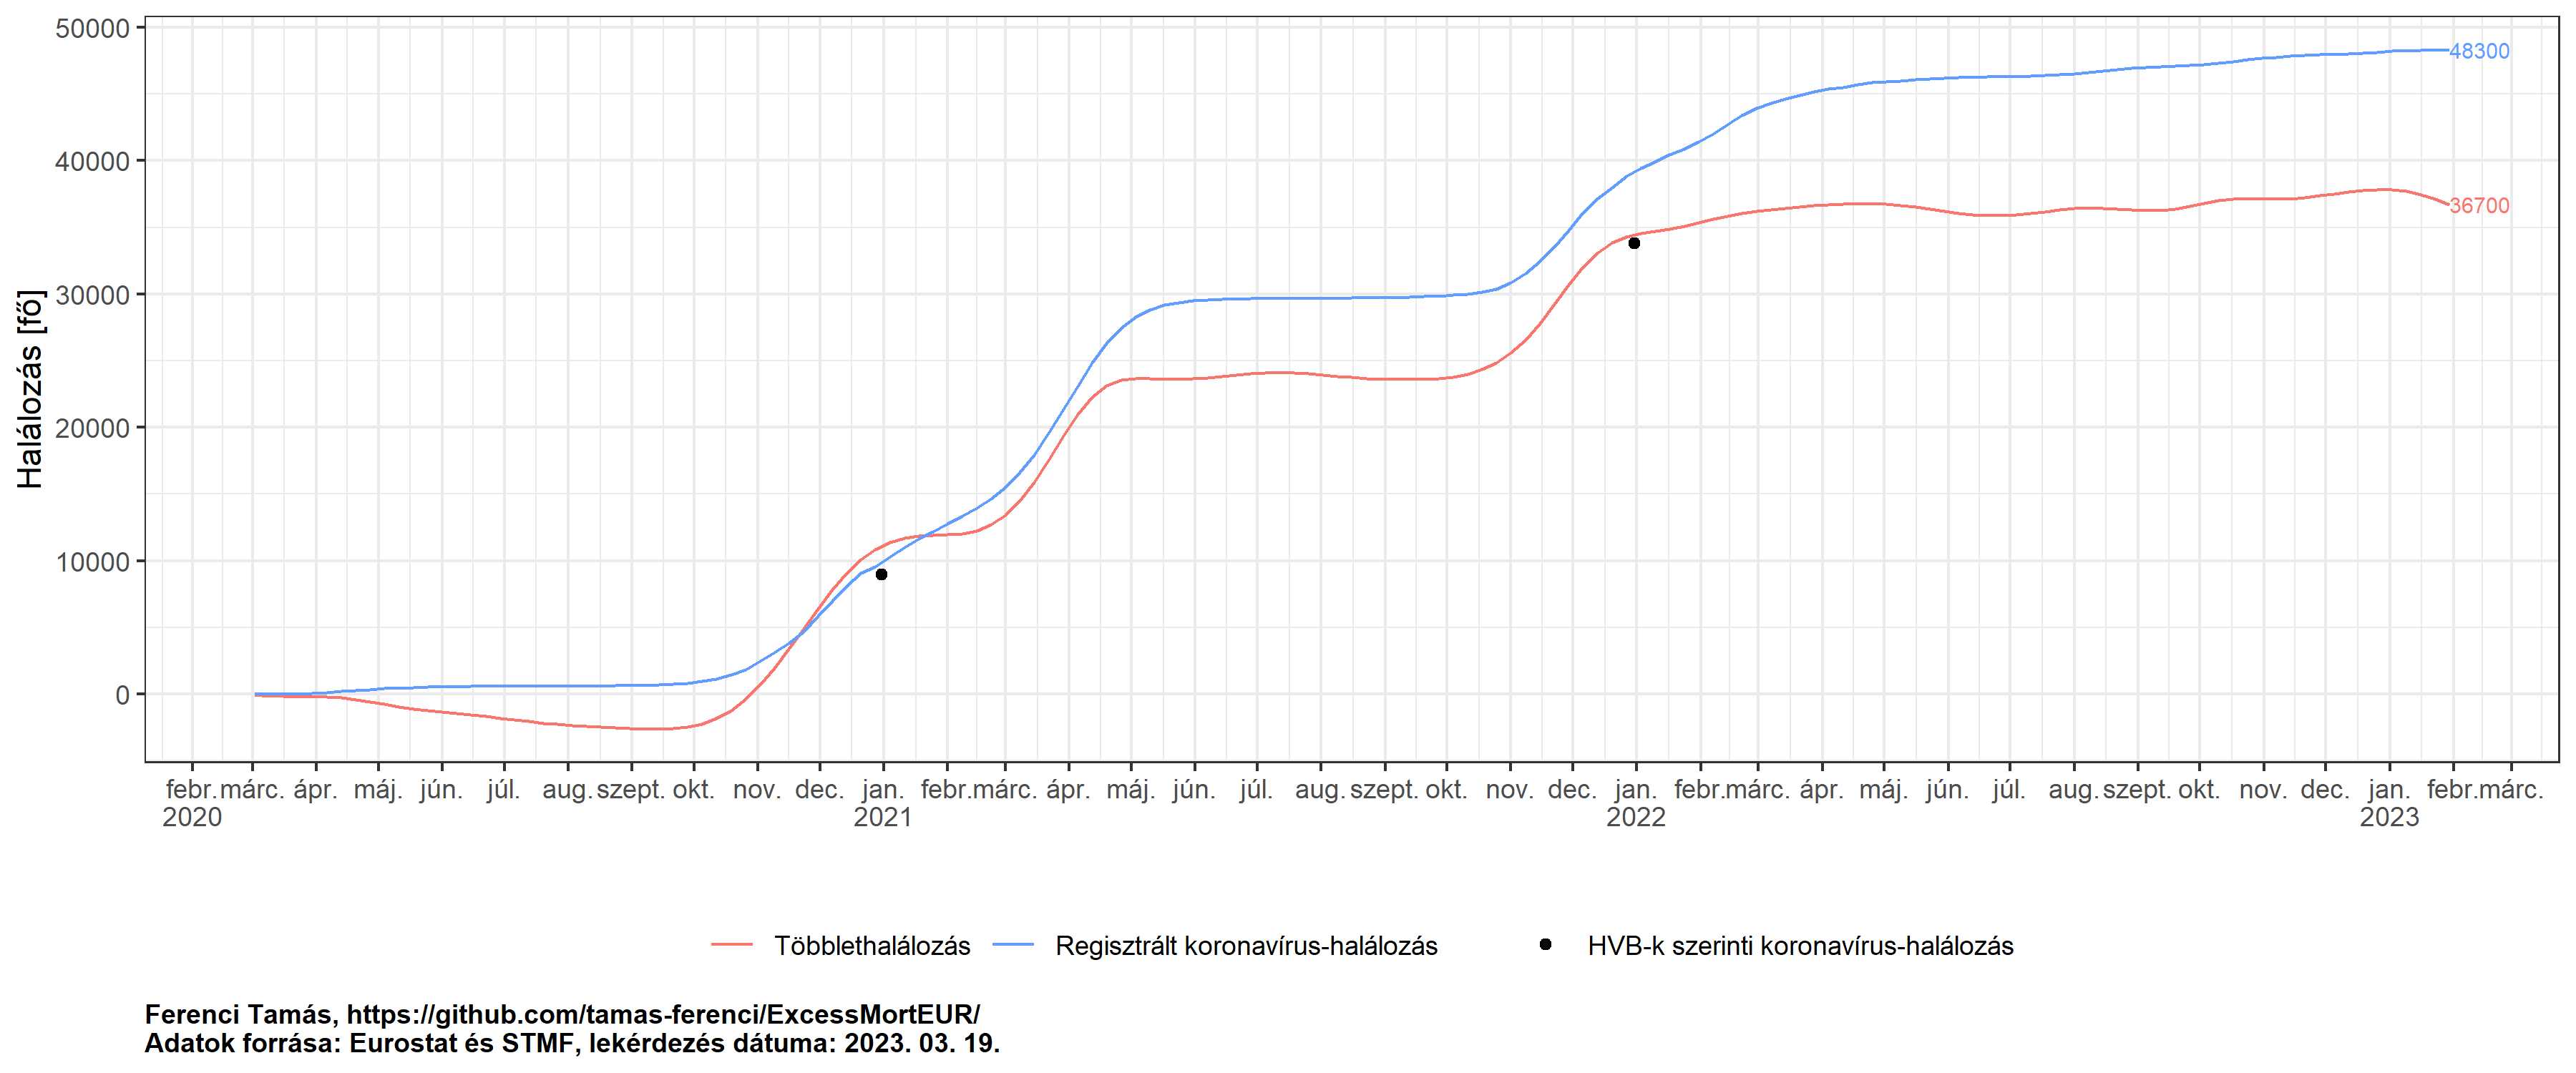 50000
40000
30000
20000
10000
0
Halálozás [fő]
48300
36700
febr. márc. ápr. máj. jún. júl. aug. szept. okt. nov. dec. jan. febr. márc. ápr. máj. jún. júl. aug. szept. okt. nov. dec. jan. febr. márc. ápr. máj. jún. júl. aug. szept. okt. nov. dec. jan. febr. márc.
2020 2021 2022 2023
Többlethalálozás Regisztrált koronavírus-halálozás HVB-k szerinti koronavírus-halálozás
Ferenci Tamás, https://github.com/tamas-ferenci/ExcessMortEUR/
Adatok forrása: Eurostat és STMF, lekérdezés dátuma: 2023. 03. 19.